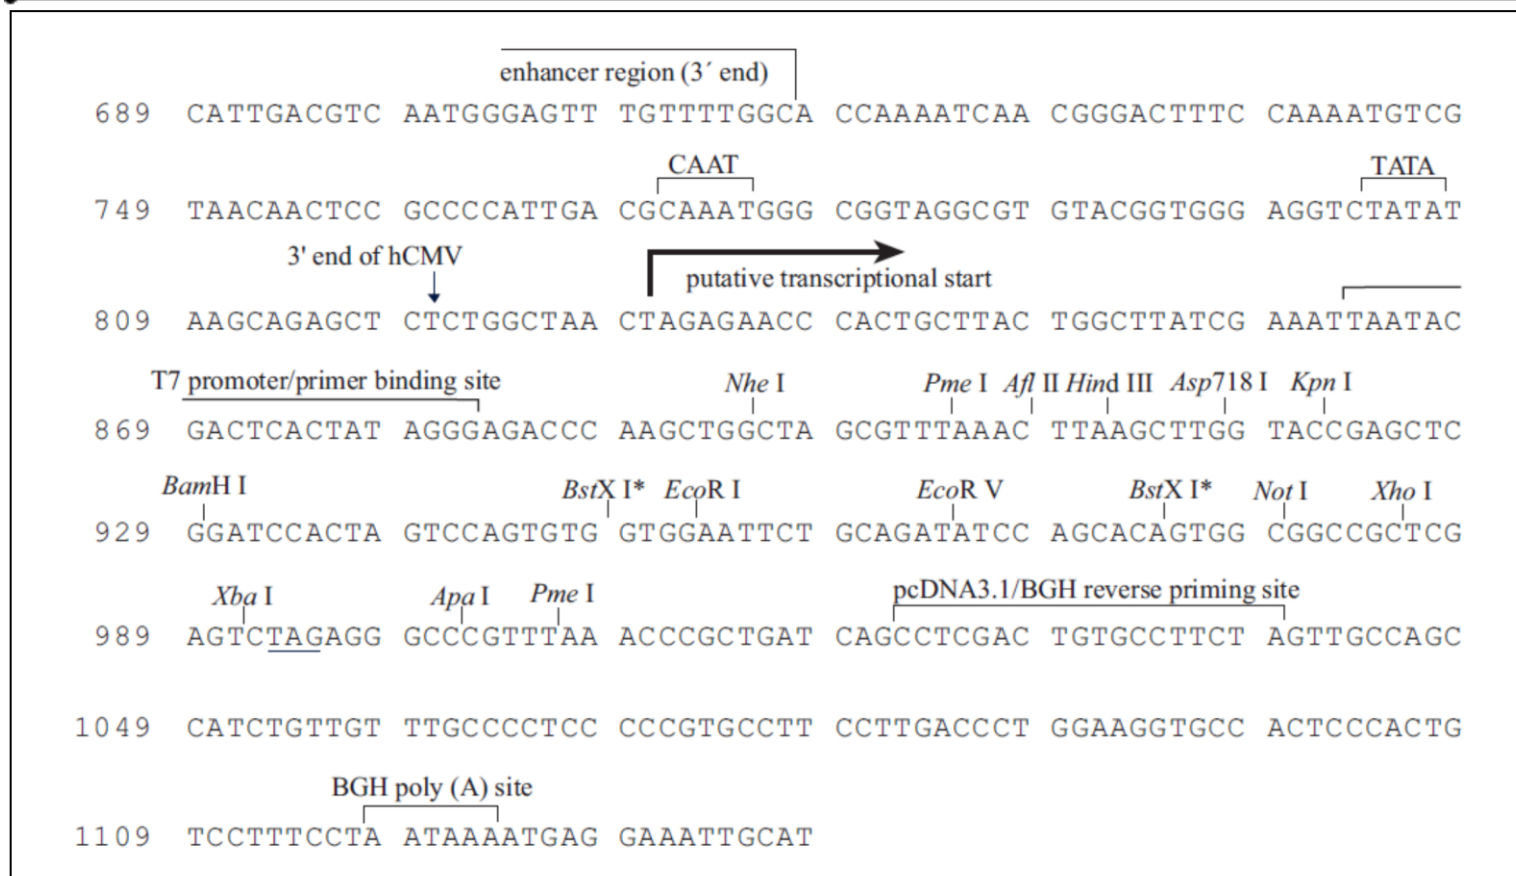 enhancer region (3´ end)
689 CATTGACGTC AATGGGAGTT TGTTTTGGCA CCAAAATCAA CGGGACTTTC CAAAATGTCG
CAAT TATA
749 TAACAACTCC GCCCCATTGA CGCAAATGGG CGGTAGGCGT GTACGGTGGG AGGTCTATAT
3' end of hCMV
putative transcriptional start
809 AAGCAGAGCT CTCTGGCTAA CTAGAGAACC CACTGCTTAC TGGCTTATCG AAATTAATAC
T7 promoter/primer binding site Nhe I Pme I Afl II Hind III Asp718 I Kpn I
869 GACTCACTAT AGGGAGACCC AAGCTGGCTA GCGTTTAAAC TTAAGCTTGG TACCGAGCTC
BamH I BstX I* EcoR I EcoR V BstX I* Not I Xho I
929 GGATCCACTA GTCCAGTGTG GTGGAATTCT GCAGATATCC AGCACAGTGG CGGCCGCTCG
Xba I Apa I Pme I pcDNA3.1/BGH reverse priming site
989 AGTCTAGAGG GCCCGTTTAA ACCCGCTGAT CAGCCTCGAC TGTGCCTTCT AGTTGCCAGC
1049 CATCTGTTGT TTGCCCCTCC CCCGTGCCTT CCTTGACCCT GGAAGGTGCC ACTCCCACTG
BGH poly (A) site
1109 TCCTTTCCTA ATAAAATGAG GAAATTGCAT